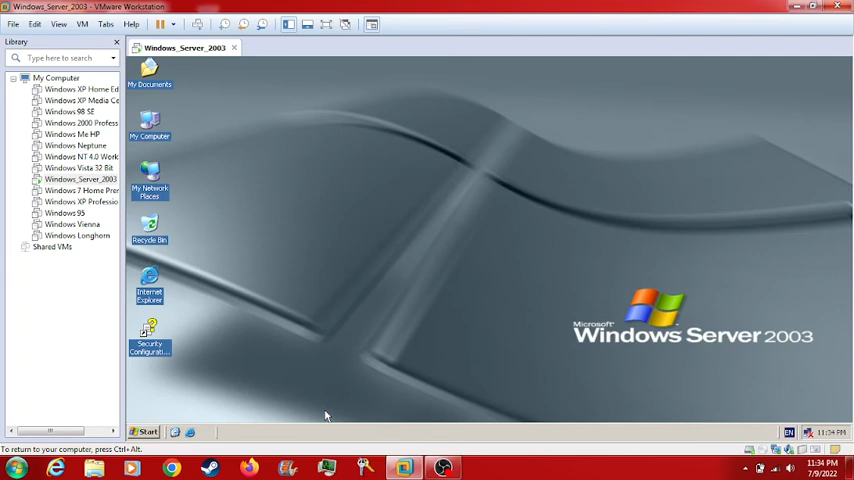 Windows_Server_2003 - VMware Workstation
File Edit View VM Tabs Help
Library
Windows_Server_2003
Type here to search
My Computer
Windows XP Home Ed
Windows XP Media Ce
Windows 98 SE
Windows 2000 Profess
Windows Me HP
Windows Neptune
Windows NT 4.0 Work
Windows Vista 32 Bit
Windows_Server_2003
Windows 7 Home Prer
Windows XP Professio
Windows 95
Windows Vienna
Windows Longhorn
Shared VMs
My Documents
My Computer
My Network
Places
Recycle Bin
Internet
Explorer
Security
Configurati...
Microsoft
Windows Server 2003
Start
EN
11:34 PM
To return to your computer, press Ctrl+Alt.
11:34 PM
7/9/2022